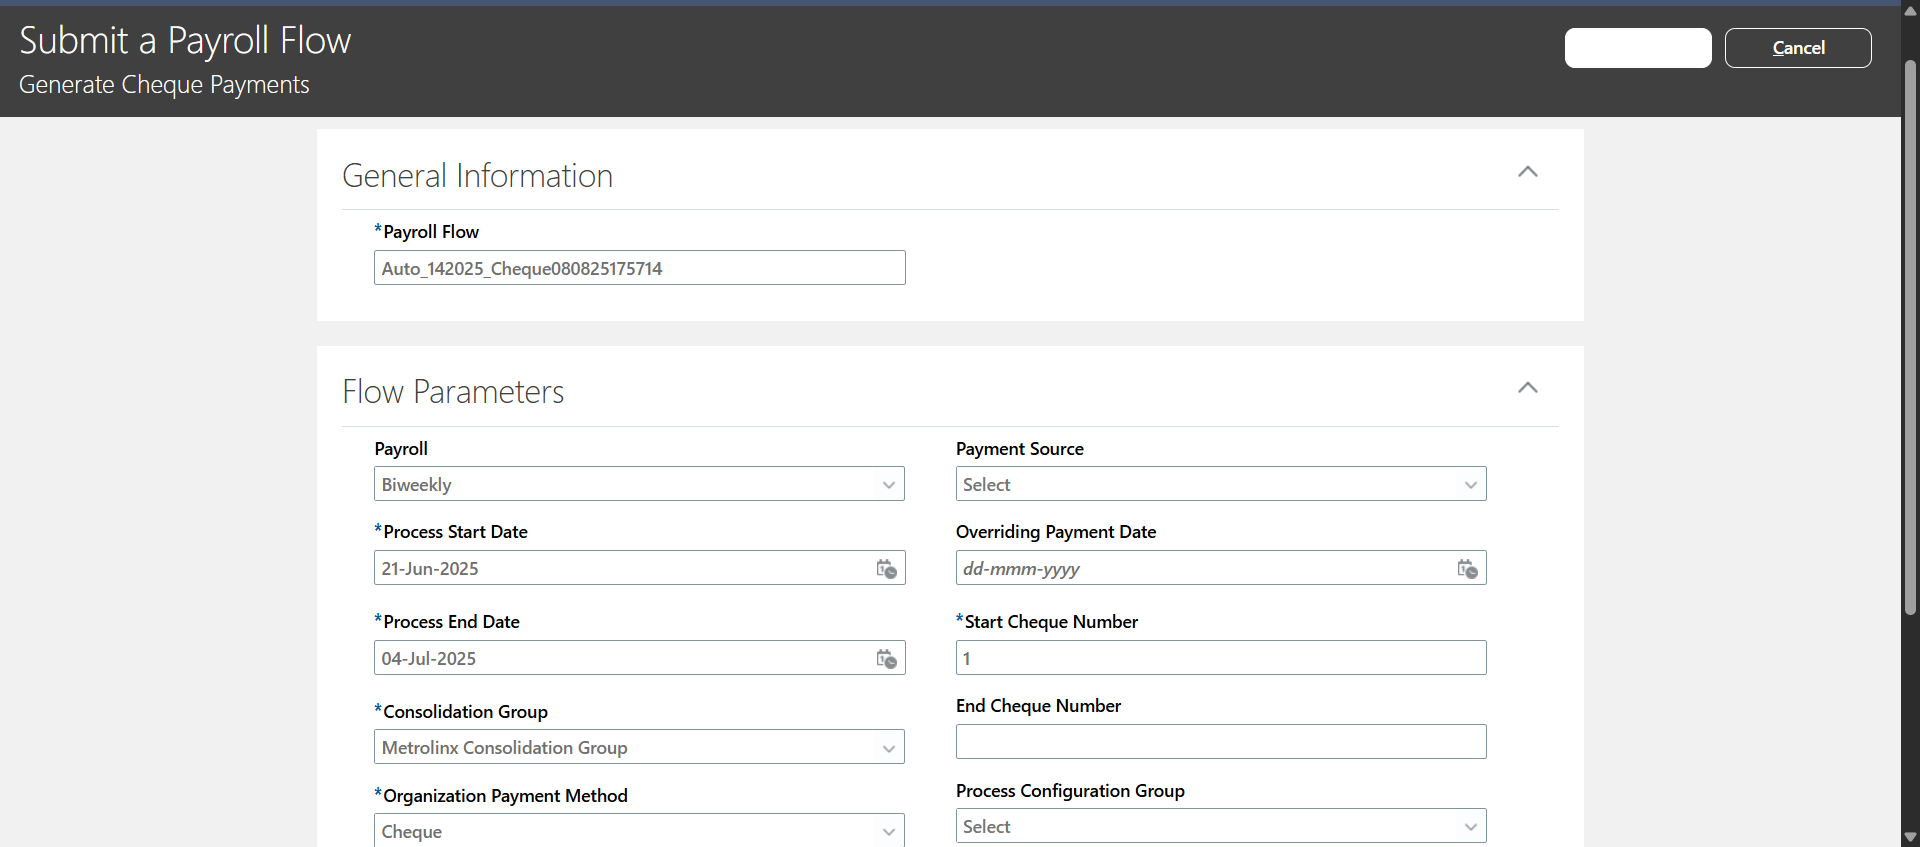 Submit a Payroll Flow
Generate Cheque Payments
Cancel
General Information
*Payroll Flow
Auto_142025_Cheque080825175714
Flow Parameters
Payroll
Biweekly
Payment Source
Select
*Process Start Date
21-Jun-2025
Overriding Payment Date
dd-mmm-yyyy
*Process End Date
04-Jul-2025
*Start Cheque Number
1
*Consolidation Group
Metrolinx Consolidation Group
End Cheque Number
*Organization Payment Method
Cheque
Process Configuration Group
Select